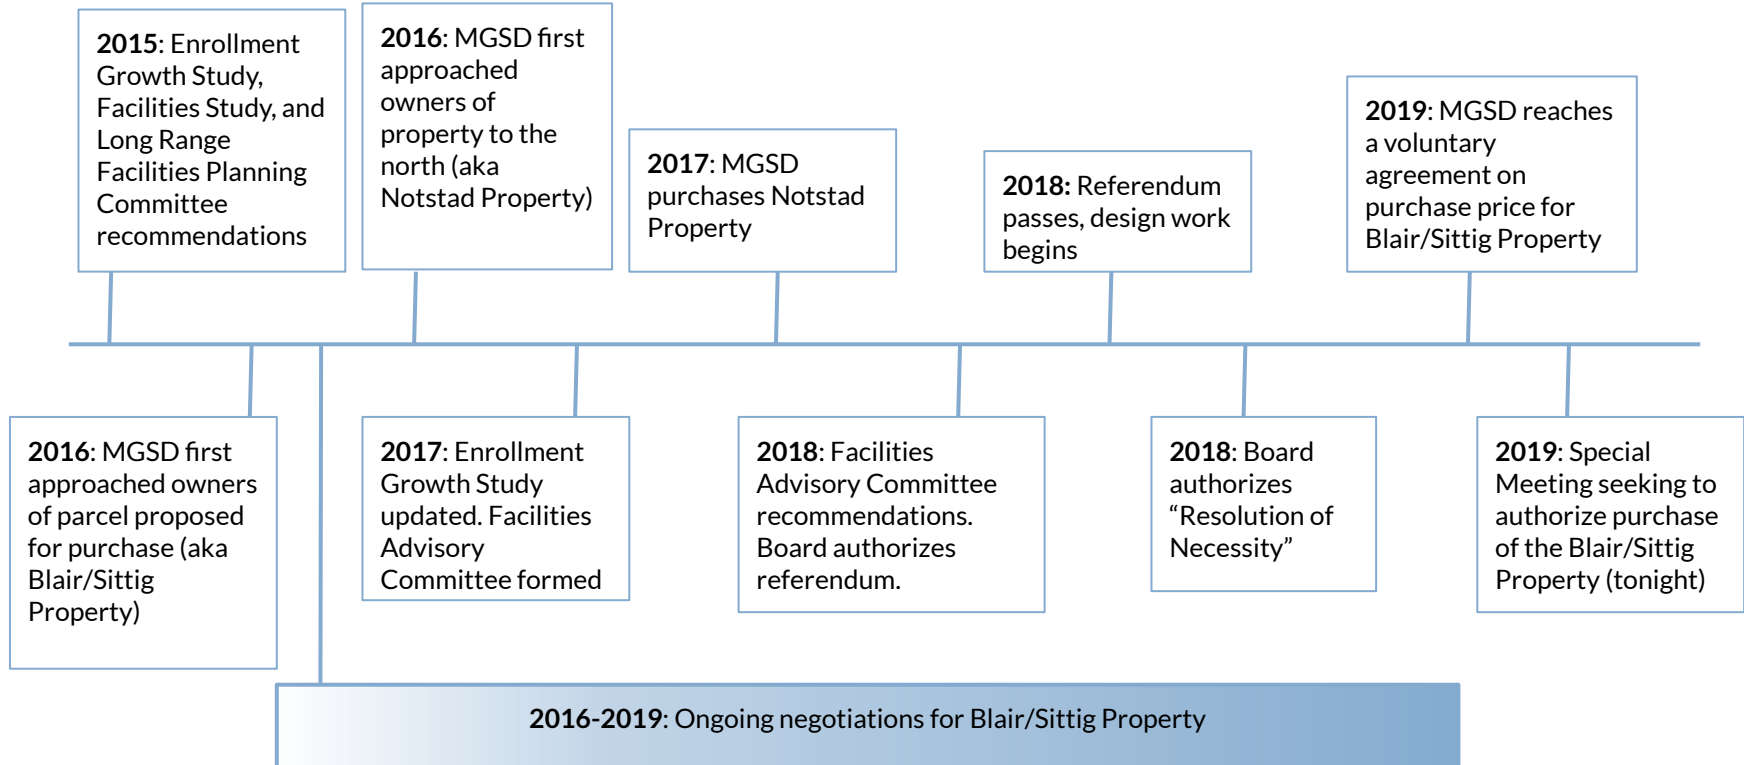 2015: Enrollment
Growth Study,
Facilities Study, and
Long Range
Facilities Planning
Committee
recommendations
2016: MGSD first
approached
owners of
property to the
north (aka
Notstad Property)
2017: MGSD
purchases Notstad
Property
2018: Referendum
passes, design work
begins
2019: MGSD reaches
a voluntary
agreement on
purchase price for
Blair/Sittig Property
2016: MGSD first
approached owners
of parcel proposed
for purchase (aka
Blair/Sittig
Property)
2017: Enrollment
Growth Study
updated. Facilities
Advisory
Committee formed
2018: Facilities
Advisory Committee
recommendations.
Board authorizes
referendum.
2018: Board
authorizes
“Resolution of
Necessity”
2019: Special
Meeting seeking to
authorize purchase
of the Blair/Sittig
Property (tonight)
2016-2019: Ongoing negotiations for Blair/Sittig Property